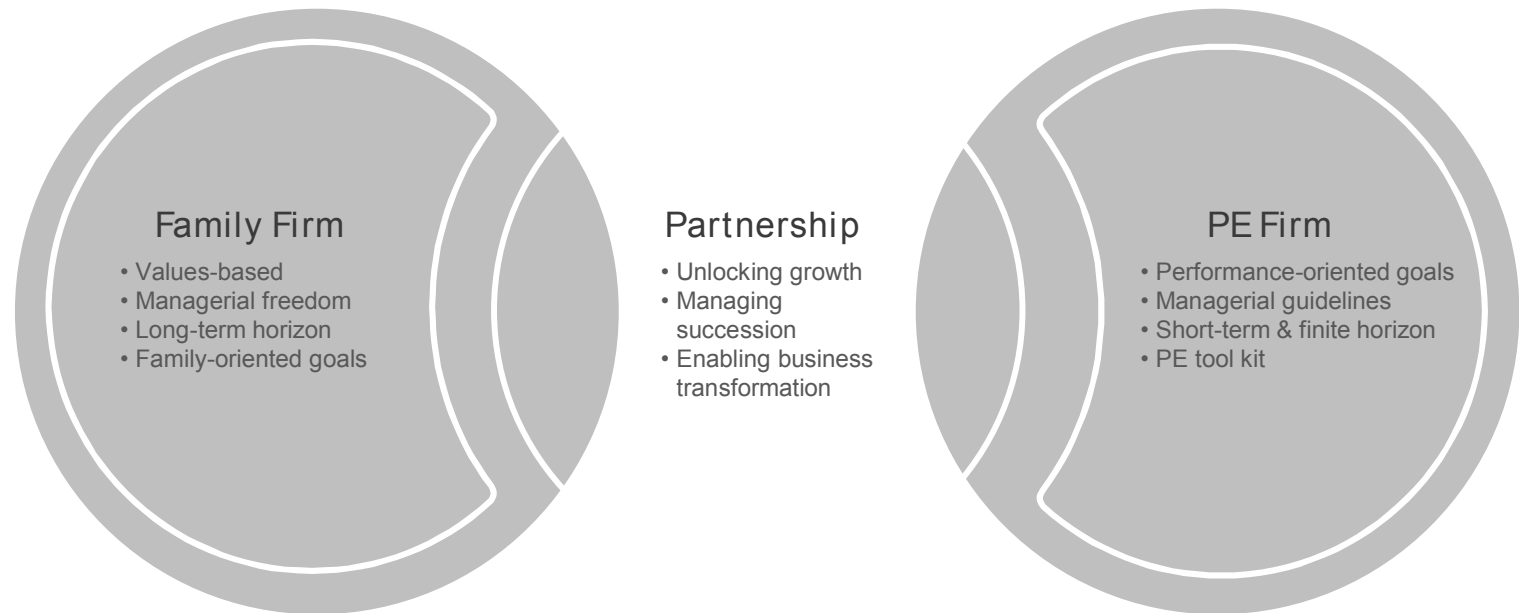 Family Firm
• Values-based
• Managerial freedom
• Long-term horizon
• Family-oriented goals
Partnership
• Unlocking growth
• Managing
succession
• Enabling business
transformation
PE Firm
• Performance-oriented goals
• Managerial guidelines
• Short-term & finite horizon
• PE tool kit